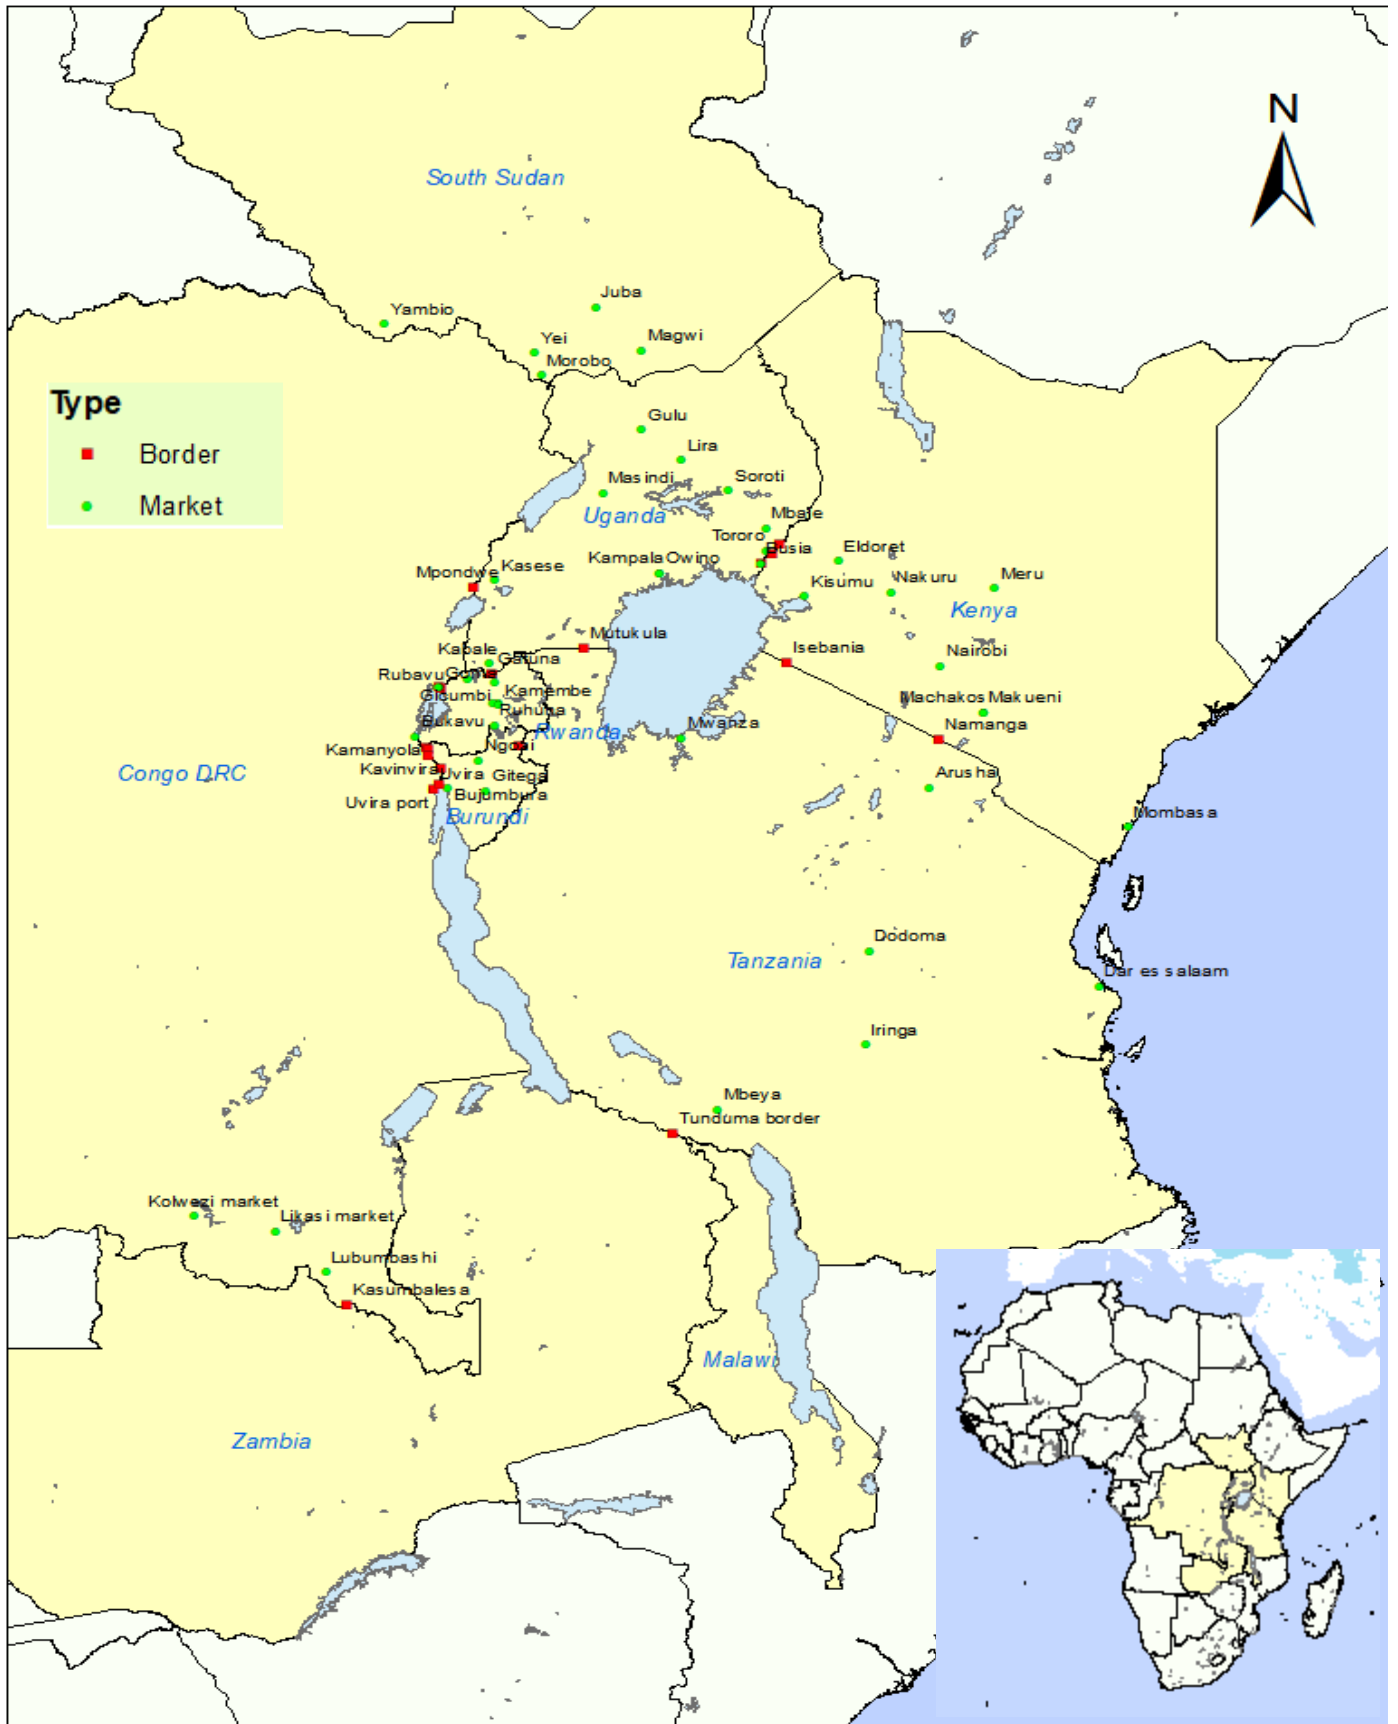 N
South Sudan
Juba
Yambio
Yei
Magwi
Morobo
Type
Border
Market
Gulu
Lira
Masindi
Soroti
Uganda
Mbale
Tororo
Busia
Eldoret
Kampala Owino
Kasese
Mpondwe
Kisumu
Nakuru
Meru
Kenya
Mutukula
Kabale
Gatuna
Isebania
Nairobi
Rubavu
Goma
Gicumbi
Kamembe
Machakos
Makueni
Ruhuha
Bukavu
Rwanda
Mwanza
Namanga
Kamanyola
Ngozi
Congo DRC
Kavinvira
Uvira
Gitega
Arusha
Uvira port
Bujumbura
Burundi
Mombasa
Dodoma
Tanzania
Dar es salaam
Iringa
Mbeya
Tunduma border
Kolwezi market
Likasi market
Lubumbashi
Kasumbalesa
Malawi
Zambia